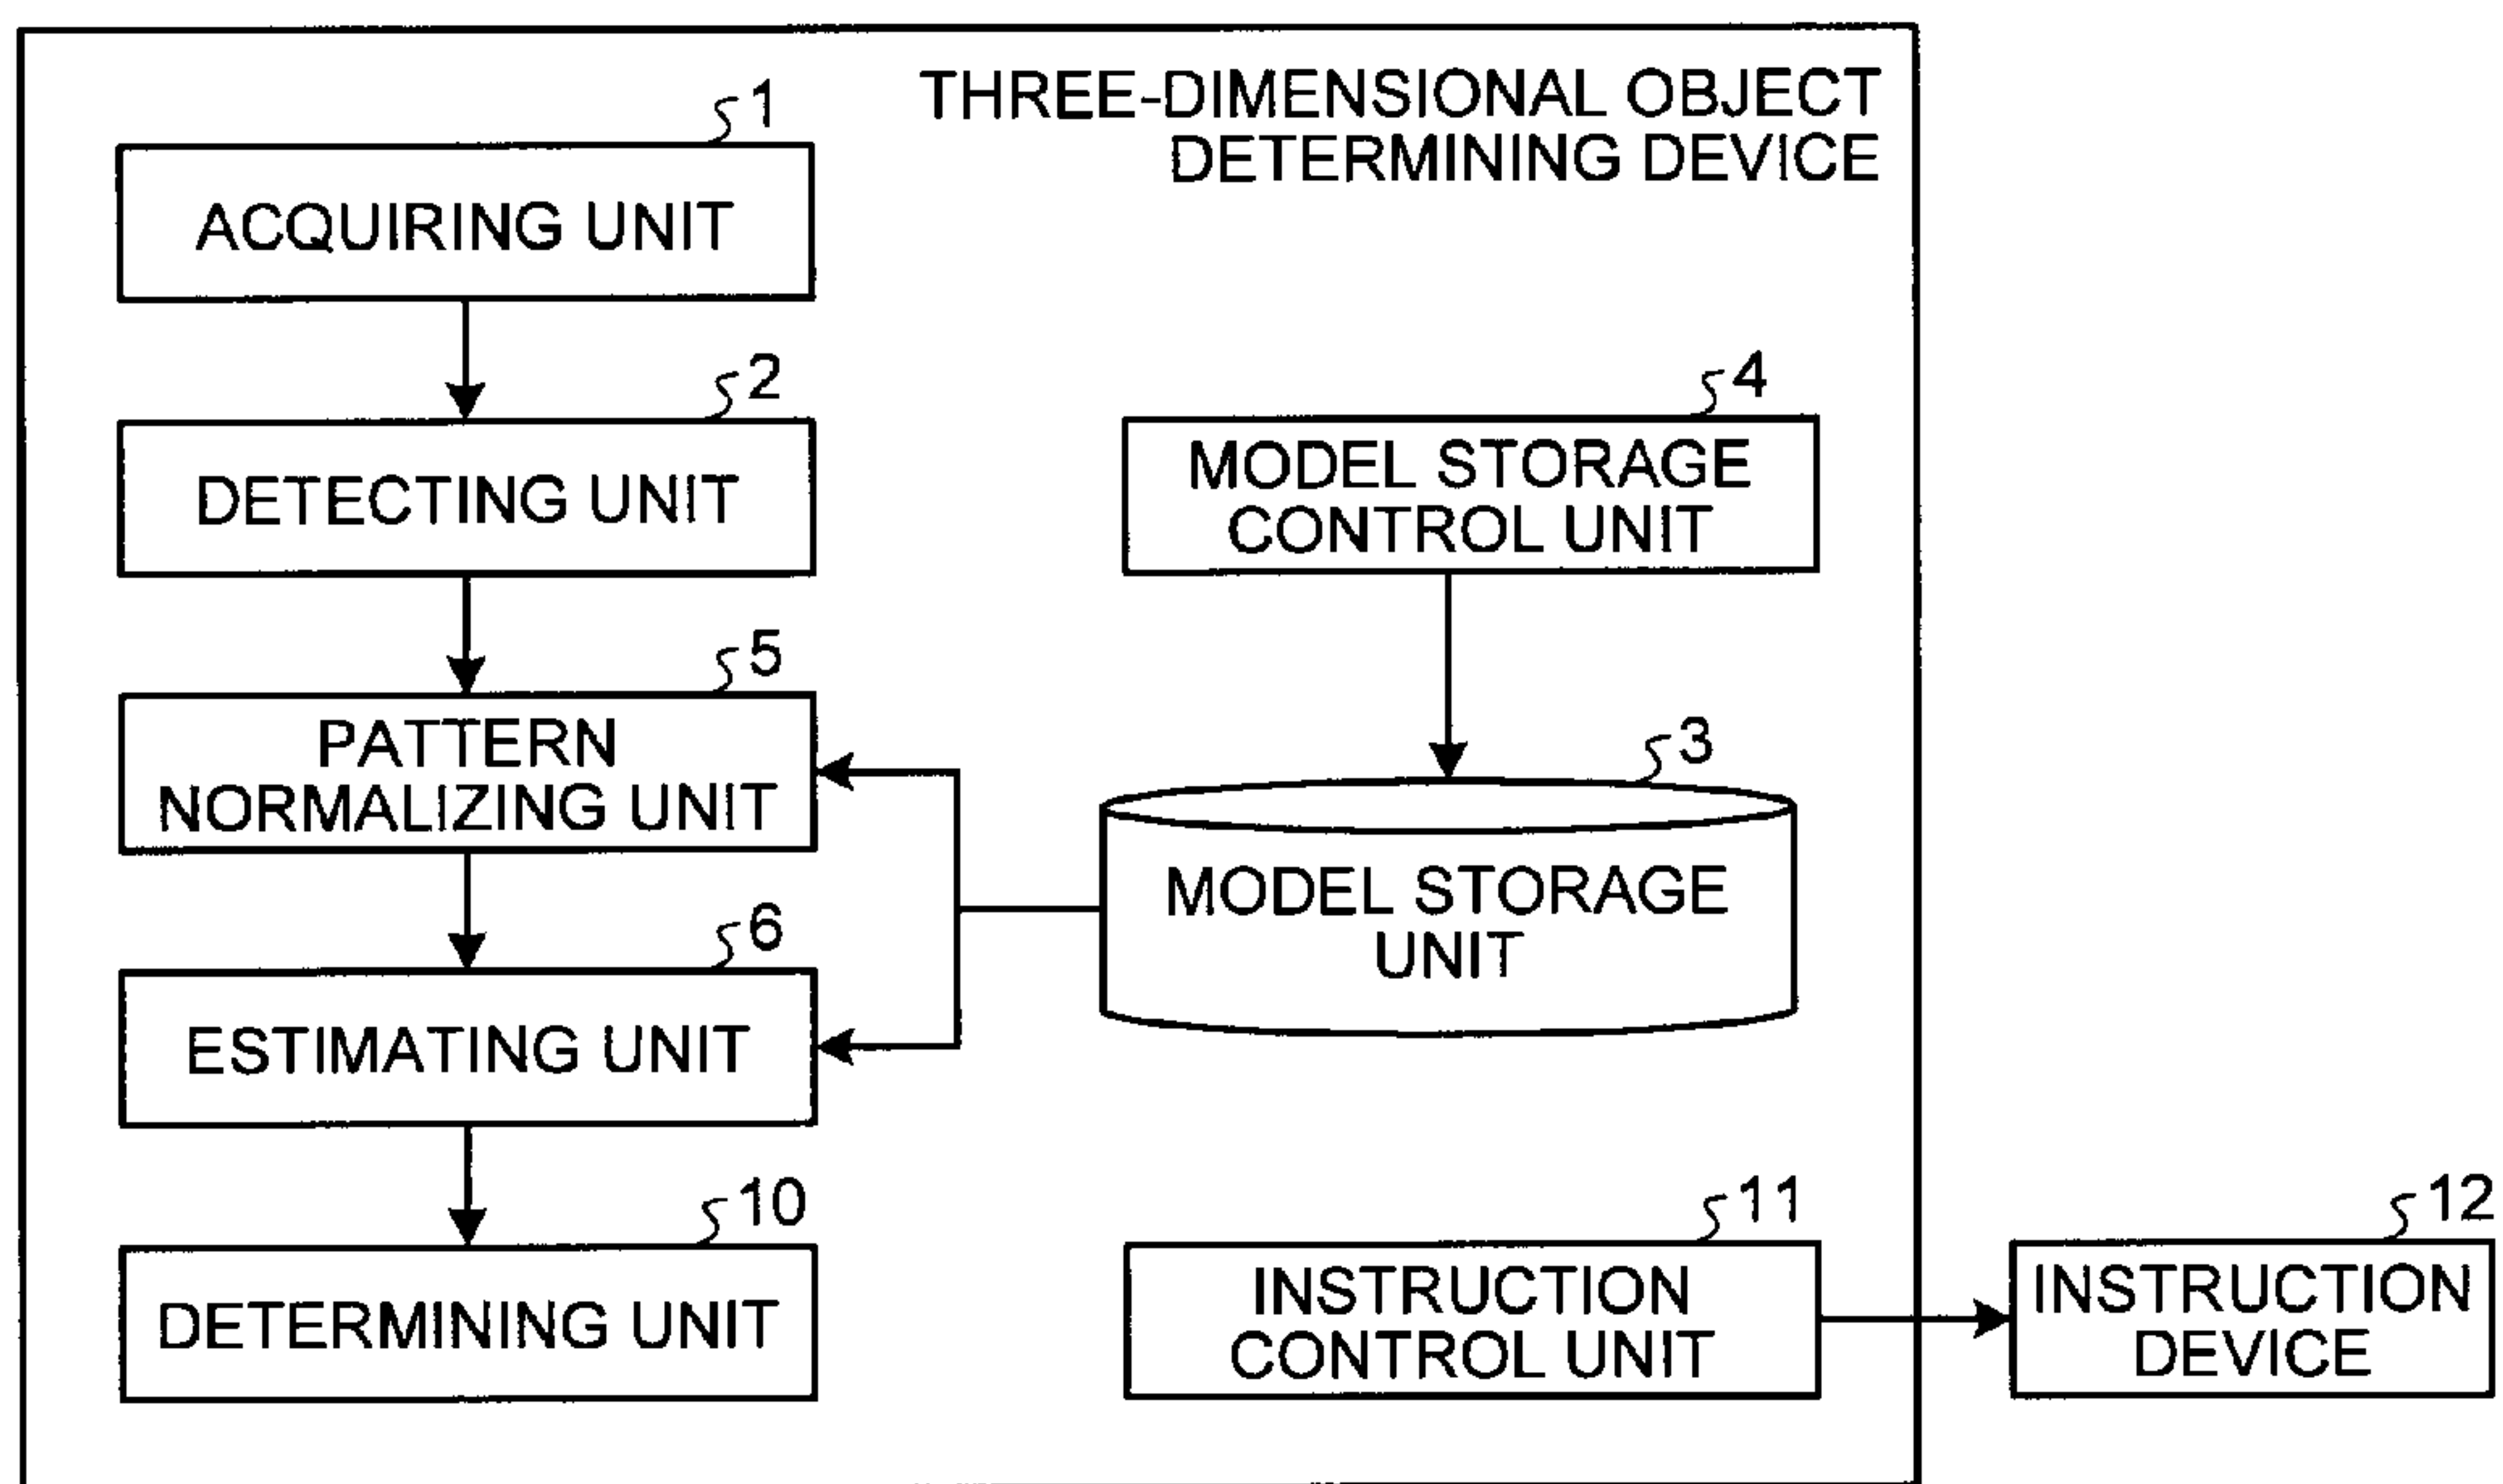 THREE-DIMENSIONAL OBJECT
DETERMINING DEVICE
1
ACQUIRING UNIT
2
DETECTING UNIT
4
MODEL STORAGE
CONTROL UNIT
5
PATTERN
NORMALIZING UNIT
3
MODEL STORAGE
UNIT
6
ESTIMATING UNIT
10
DETERMINING UNIT
11
INSTRUCTION
CONTROL UNIT
12
INSTRUCTION
DEVICE